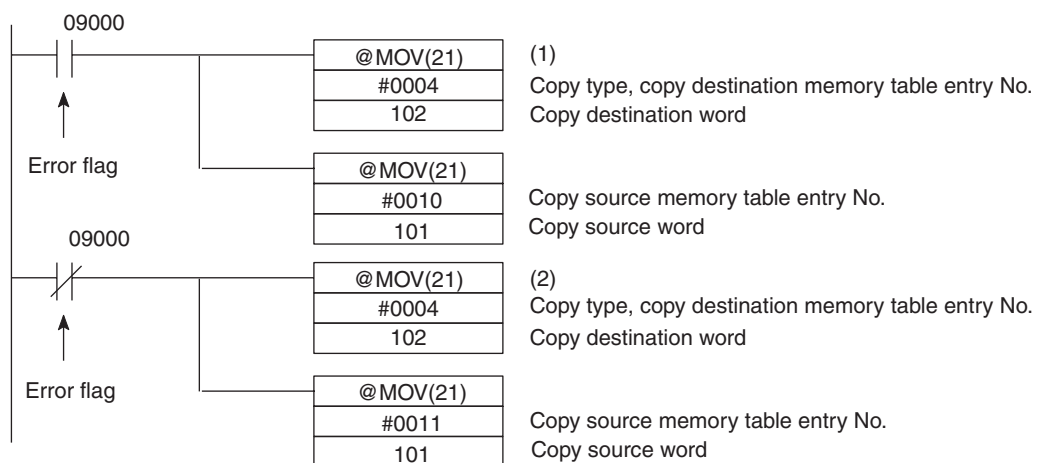 09000
@MOV(21) (1)
#0004 Copy type, copy destination memory table entry No.
102 Copy destination word
Error flag
@MOV(21)
#0010 Copy source memory table entry No.
101 Copy source word
09000
@MOV(21) (2)
#0004 Copy type, copy destination memory table entry No.
102 Copy destination word
Error flag
@MOV(21)
#0011 Copy source memory table entry No.
101 Copy source word